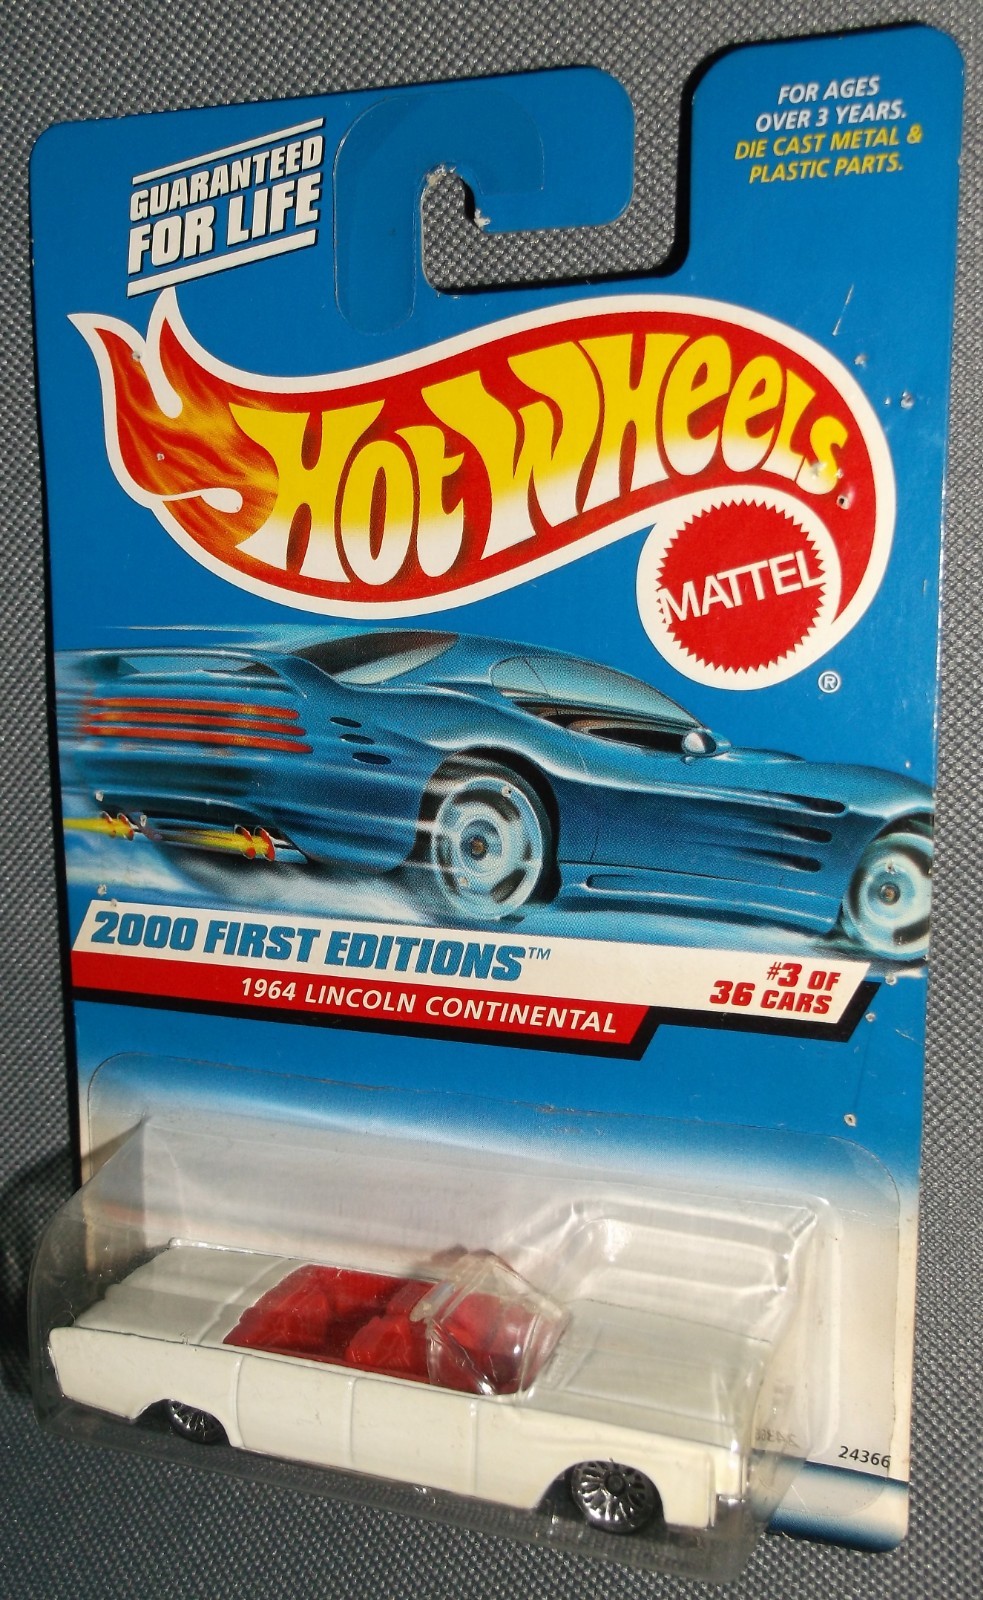 GUARANTEED
FOR LIFE
FOR AGES
OVER 3 YEARS.
DIE CAST METAL &
PLASTIC PARTS.
HOT WHEELS
MATTEL
®
2000 FIRST EDITIONS™
#3 OF
36 CARS
1964 LINCOLN CONTINENTAL
24366